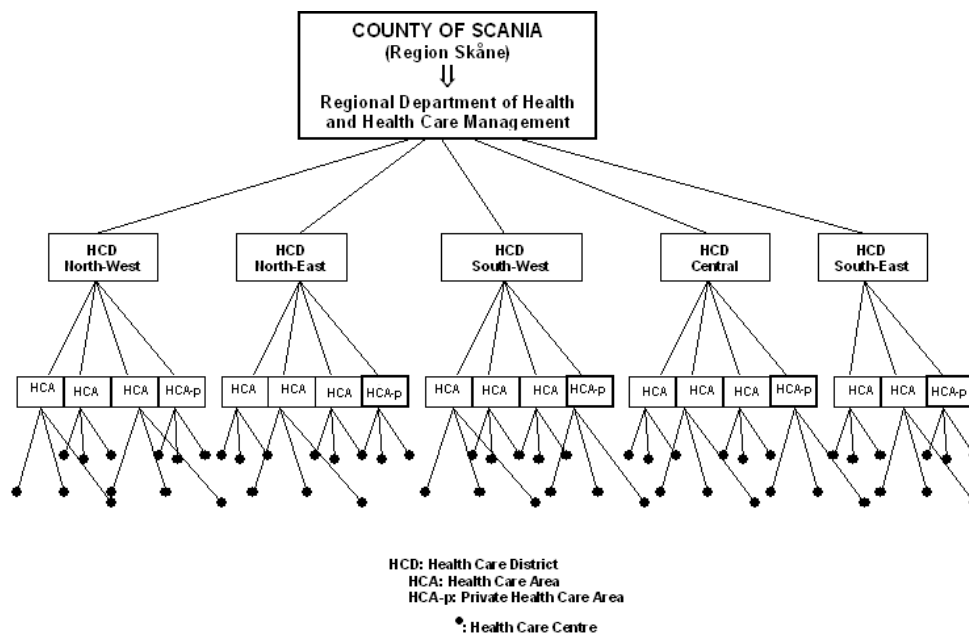 COUNTY OF SCANIA
(Region Skåne)
⇓
Regional Department of Health
and Health Care Management
HCD
North-West
HCD
North-East
HCD
South-West
HCD
Central
HCD
South-East
HCA HCA HCA HCA-p
HCA HCA HCA HCA-p
HCA HCA HCA HCA-p
HCA HCA HCA HCA-p
HCA HCA HCA-p
HCD: Health Care District
HCA: Health Care Area
HCA-p: Private Health Care Area
●: Health Care Centre